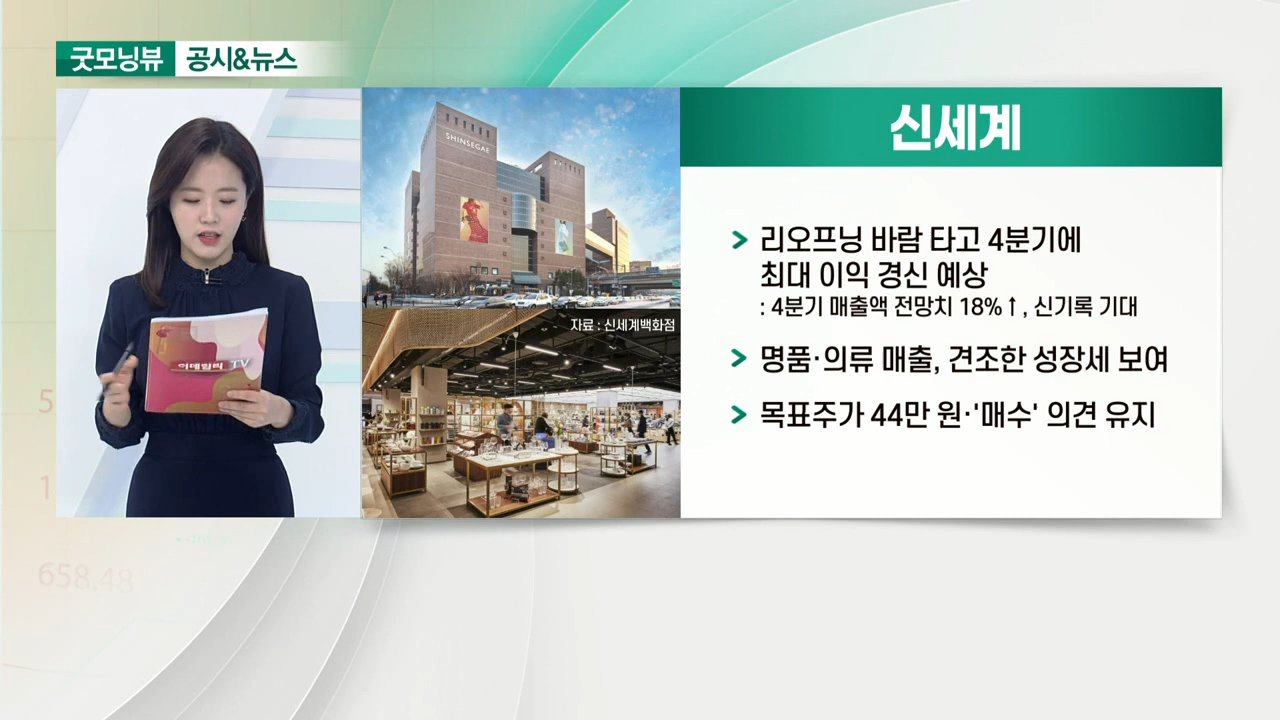 굿모닝뷰 공시&뉴스
신세계
SHINSEGAE
자료 : 신세계백화점
이데일리 TV
리오프닝 바람 타고 4분기에
최대 이익 경신 예상
: 4분기 매출액 전망치 18%↑, 신기록 기대
명품·의류 매출, 견조한 성장세 보여
목표주가 44만 원·'매수' 의견 유지
5
1
658.48